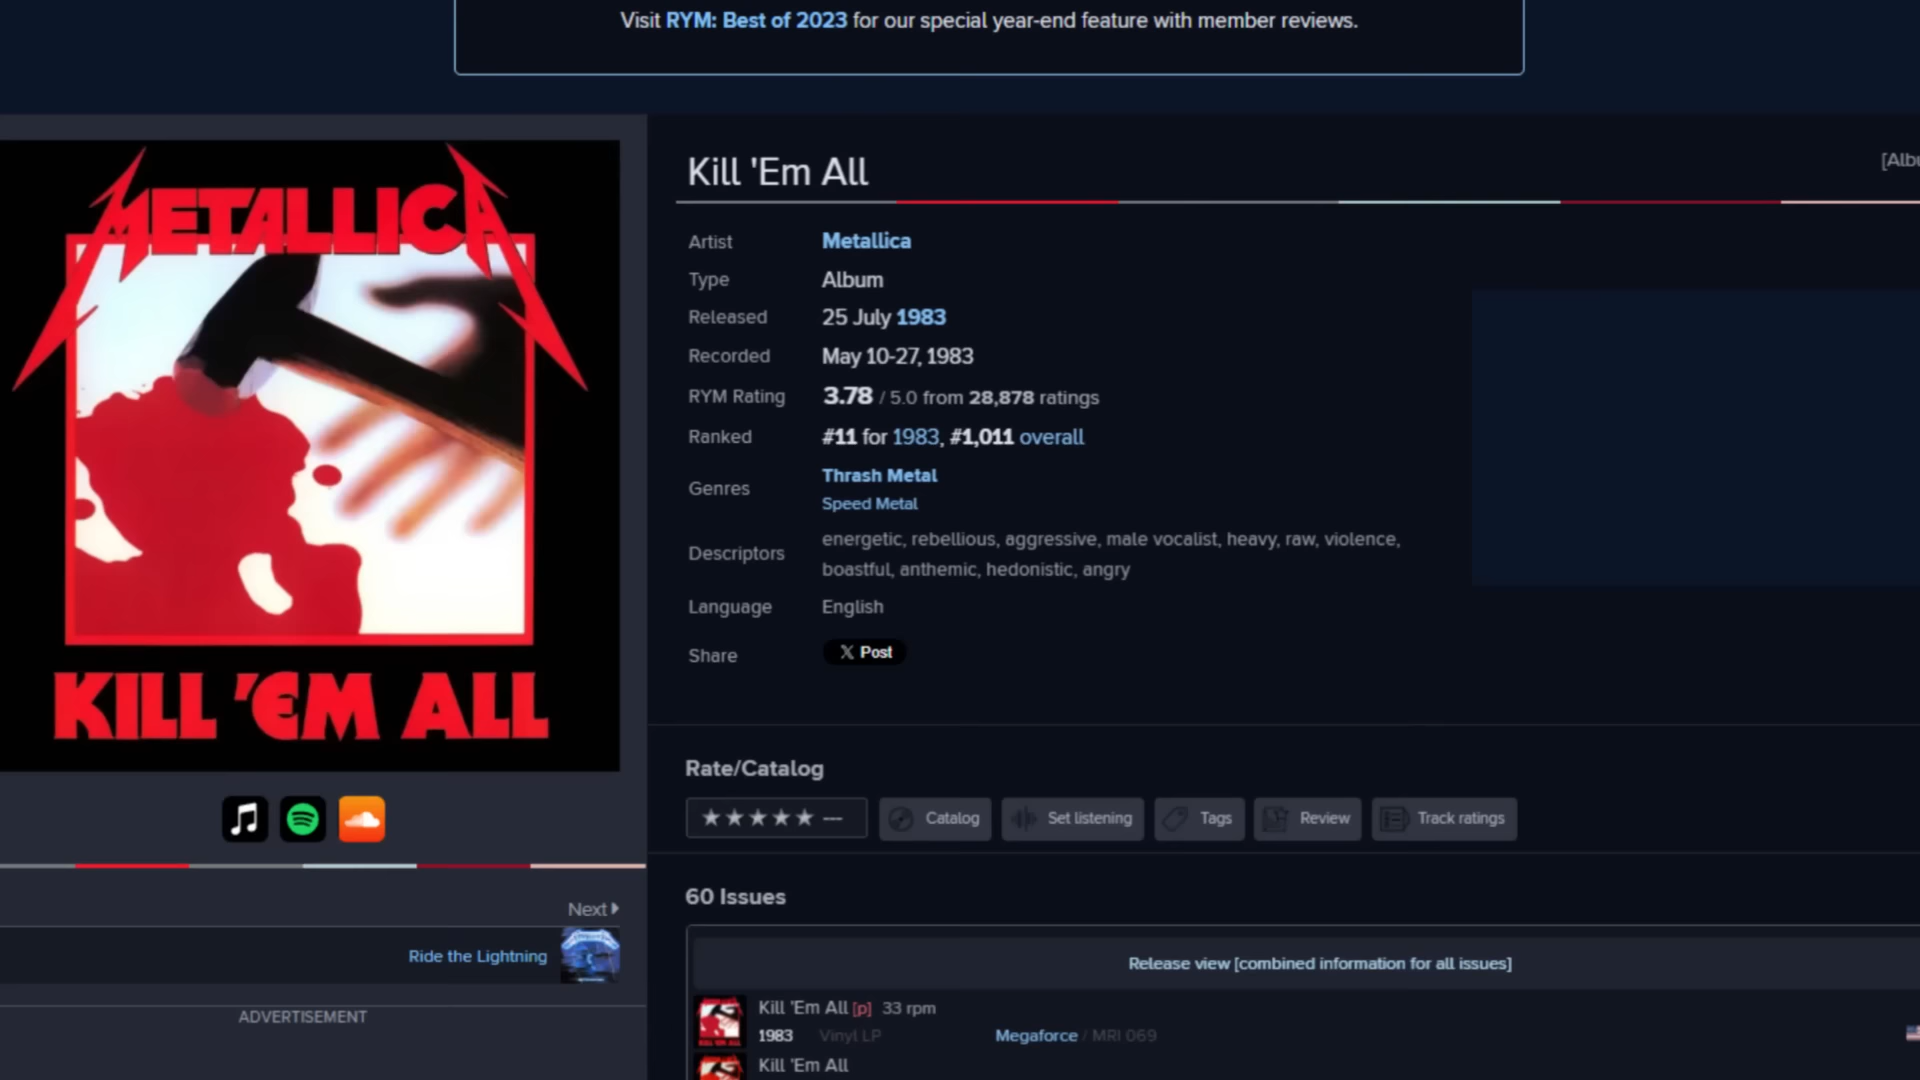 Visit RYM: Best of 2023 for our special year-end feature with member reviews.
METALLICA
KILL 'EM ALL
Next
Ride the Lightning
ADVERTISEMENT
Kill 'Em All
[Albu
Artist Metallica
Type Album
Released 25 July 1983
Recorded May 10-27, 1983
RYM Rating 3.78 / 5.0 from 28,878 ratings
Ranked #11 for 1983, #1,011 overall
Genres Thrash Metal
Speed Metal
Descriptors energetic, rebellious, aggressive, male vocalist, heavy, raw, violence,
boastful, anthemic, hedonistic, angry
Language English
Share X Post
Rate/Catalog
★★★★★ --- Catalog Set listening Tags Review Track ratings
60 Issues
Release view [combined information for all issues]
Kill 'Em All [p] 33 rpm
1983 Vinyl LP Megaforce / MRI 069
Kill 'Em All